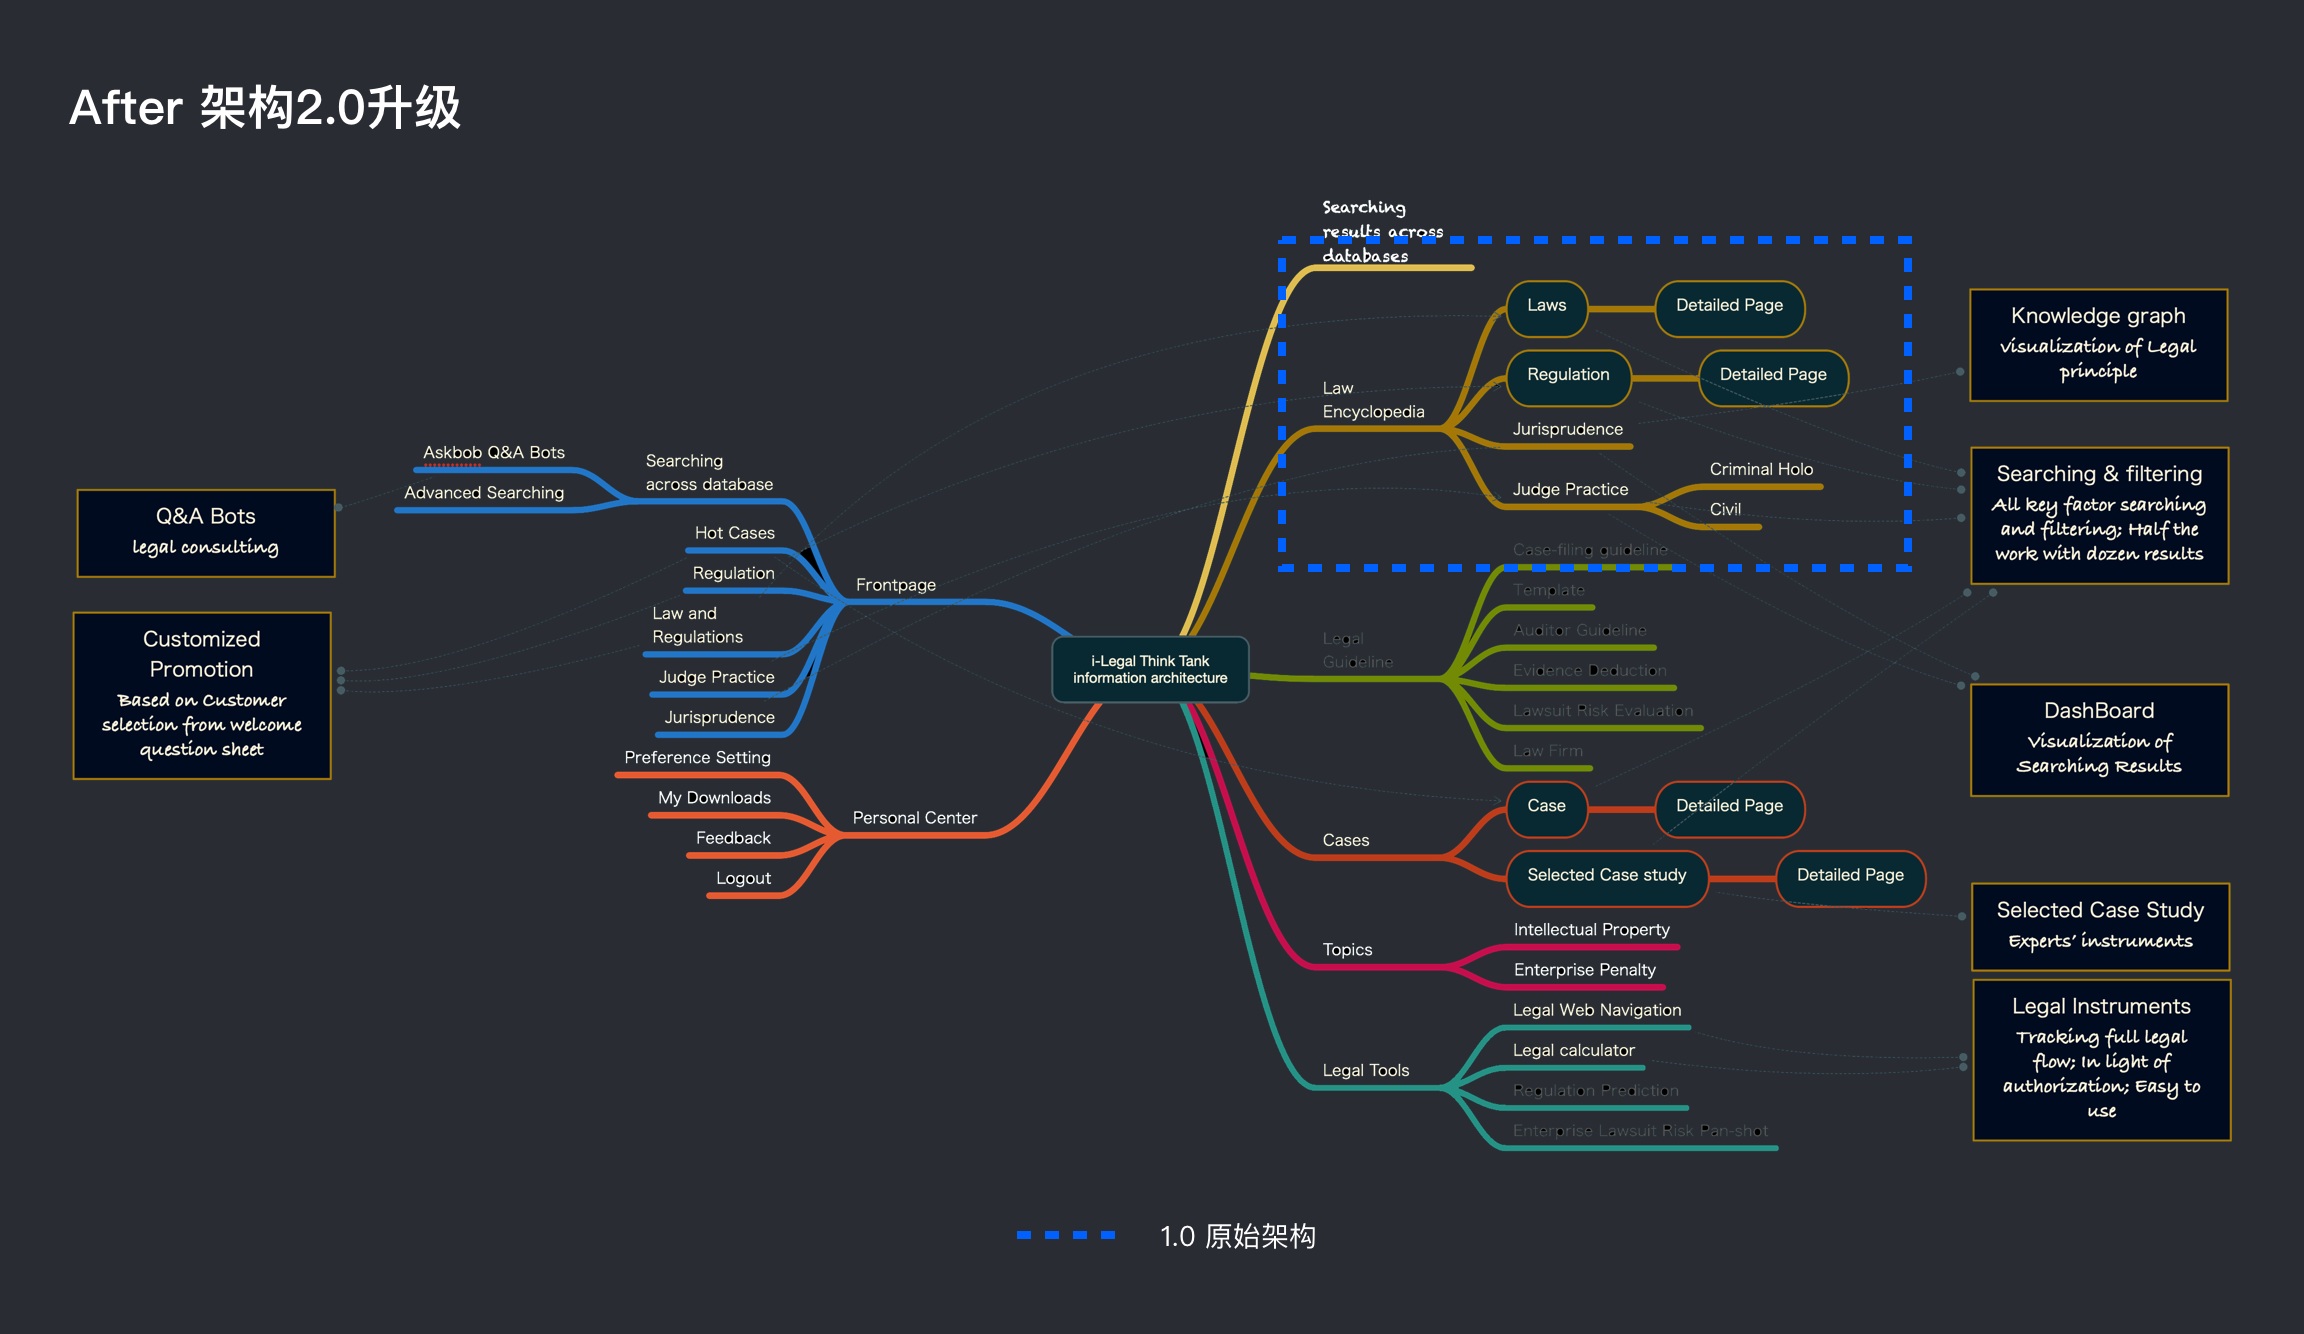 After 架构2.0升级
Askbob Q&A Bots
Advanced Searching
Searching
across database
Hot Cases
Regulation
Law and
Regulations
Judge Practice
Jurisprudence
Frontpage
Preference Setting
My Downloads
Feedback
Logout
Personal Center
Q&A Bots
legal consulting
Customized
Promotion
Based on Customer
selection from welcome
question sheet
i-Legal Think Tank
information architecture
Searching
results across
databases
Law
Encyclopedia
Laws
Detailed Page
Regulation
Detailed Page
Jurisprudence
Judge Practice
Criminal Holo
Civil
Legal
Guideline
Case-filing guideline
Template
Auditor Guideline
Evidence Deduction
Lawsuit Risk Evaluation
Law Firm
Cases
Case
Detailed Page
Selected Case study
Detailed Page
Topics
Intellectual Property
Enterprise Penalty
Legal Tools
Legal Web Navigation
Legal calculator
Regulation Prediction
Enterprise Lawsuit Risk Pan-shot
Knowledge graph
visualization of Legal
principle
Searching & filtering
All key factor searching
and filtering; Half the
work with dozen results
DashBoard
Visualization of
Searching Results
Selected Case Study
Experts' instruments
Legal Instruments
Tracking full legal
flow; In light of
authorization; Easy to
use
1.0 原始架构